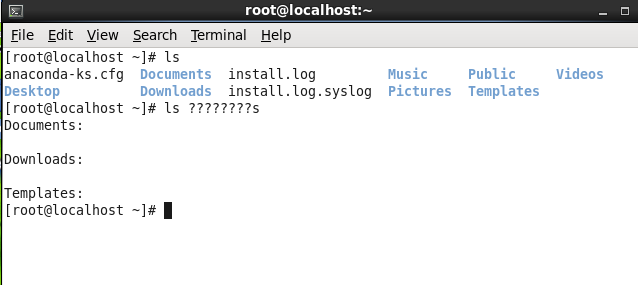 root@localhost:~
File Edit View Search Terminal Help
[root@localhost ~]# ls
anaconda-ks.cfg  Documents  install.log         Music     Public     Videos
Desktop          Downloads  install.log.syslog  Pictures  Templates
[root@localhost ~]# ls ????????s
Documents:

Downloads:

Templates:
[root@localhost ~]#